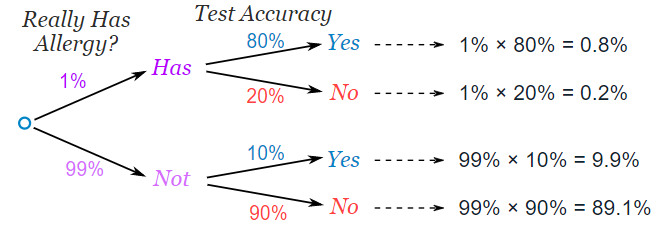 Really Has
Allergy?
Test Accuracy
1%
Has
80%
Yes
1% × 80% = 0.8%
20%
No
1% × 20% = 0.2%
99%
Not
10%
Yes
99% × 10% = 9.9%
90%
No
99% × 90% = 89.1%